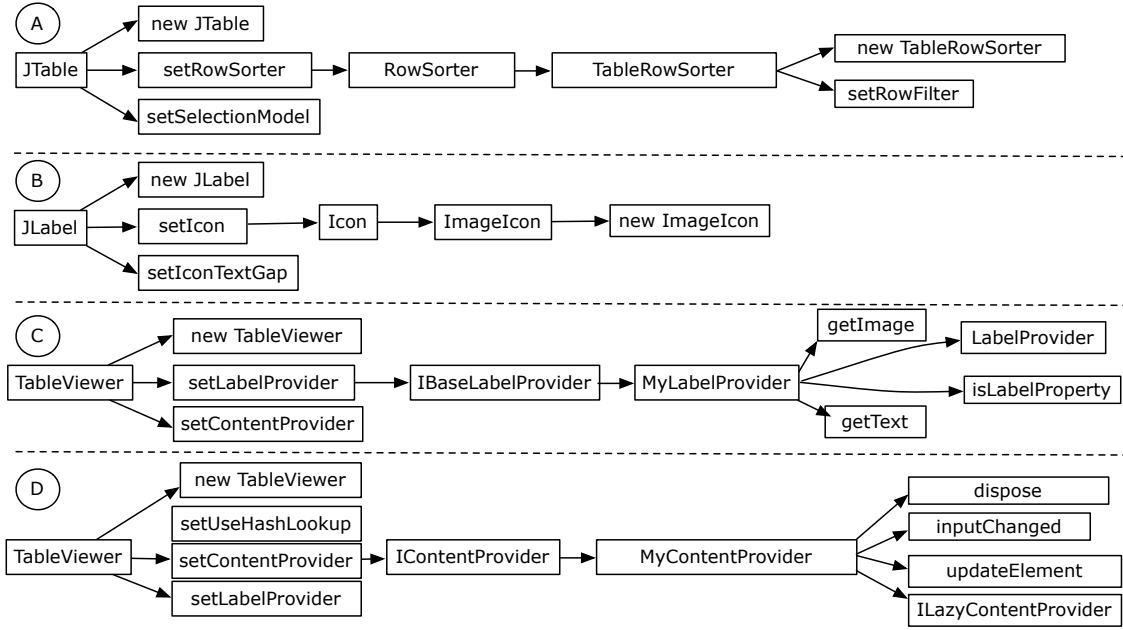 A
new JTable
JTable
setRowSorter
RowSorter
TableRowSorter
new TableRowSorter
setRowFilter
setSelectionModel
B
new JLabel
JLabel
setIcon
Icon
ImageIcon
new ImageIcon
setIconTextGap
C
new TableViewer
TableViewer
setLabelProvider
IBaseLabelProvider
MyLabelProvider
getImage
LabelProvider
isLabelProperty
getText
setContentProvider
D
new TableViewer
setUseHashLookup
TableViewer
setContentProvider
IContentProvider
MyContentProvider
dispose
inputChanged
updateElement
ILazyContentProvider
setLabelProvider